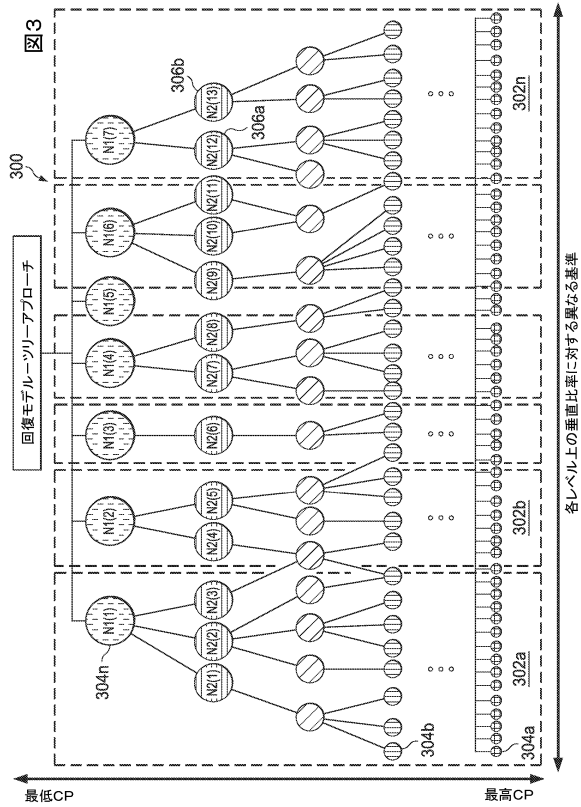 図3
300
回復モデルーツリーアプローチ
N1(1)
N1(2)
N1(3)
N1(4)
N1(5)
N1(6)
N1(7)
304n
N2(1)
N2(2)
N2(3)
N2(4)
N2(5)
N2(6)
N2(7)
N2(8)
N2(9)
N2(10)
N2(11)
N2(12)
N2(13)
306a
306b
304b
304a
302a
302b
302n
最低CP
最高CP
各レベル上の垂直比率に対する異なる基準